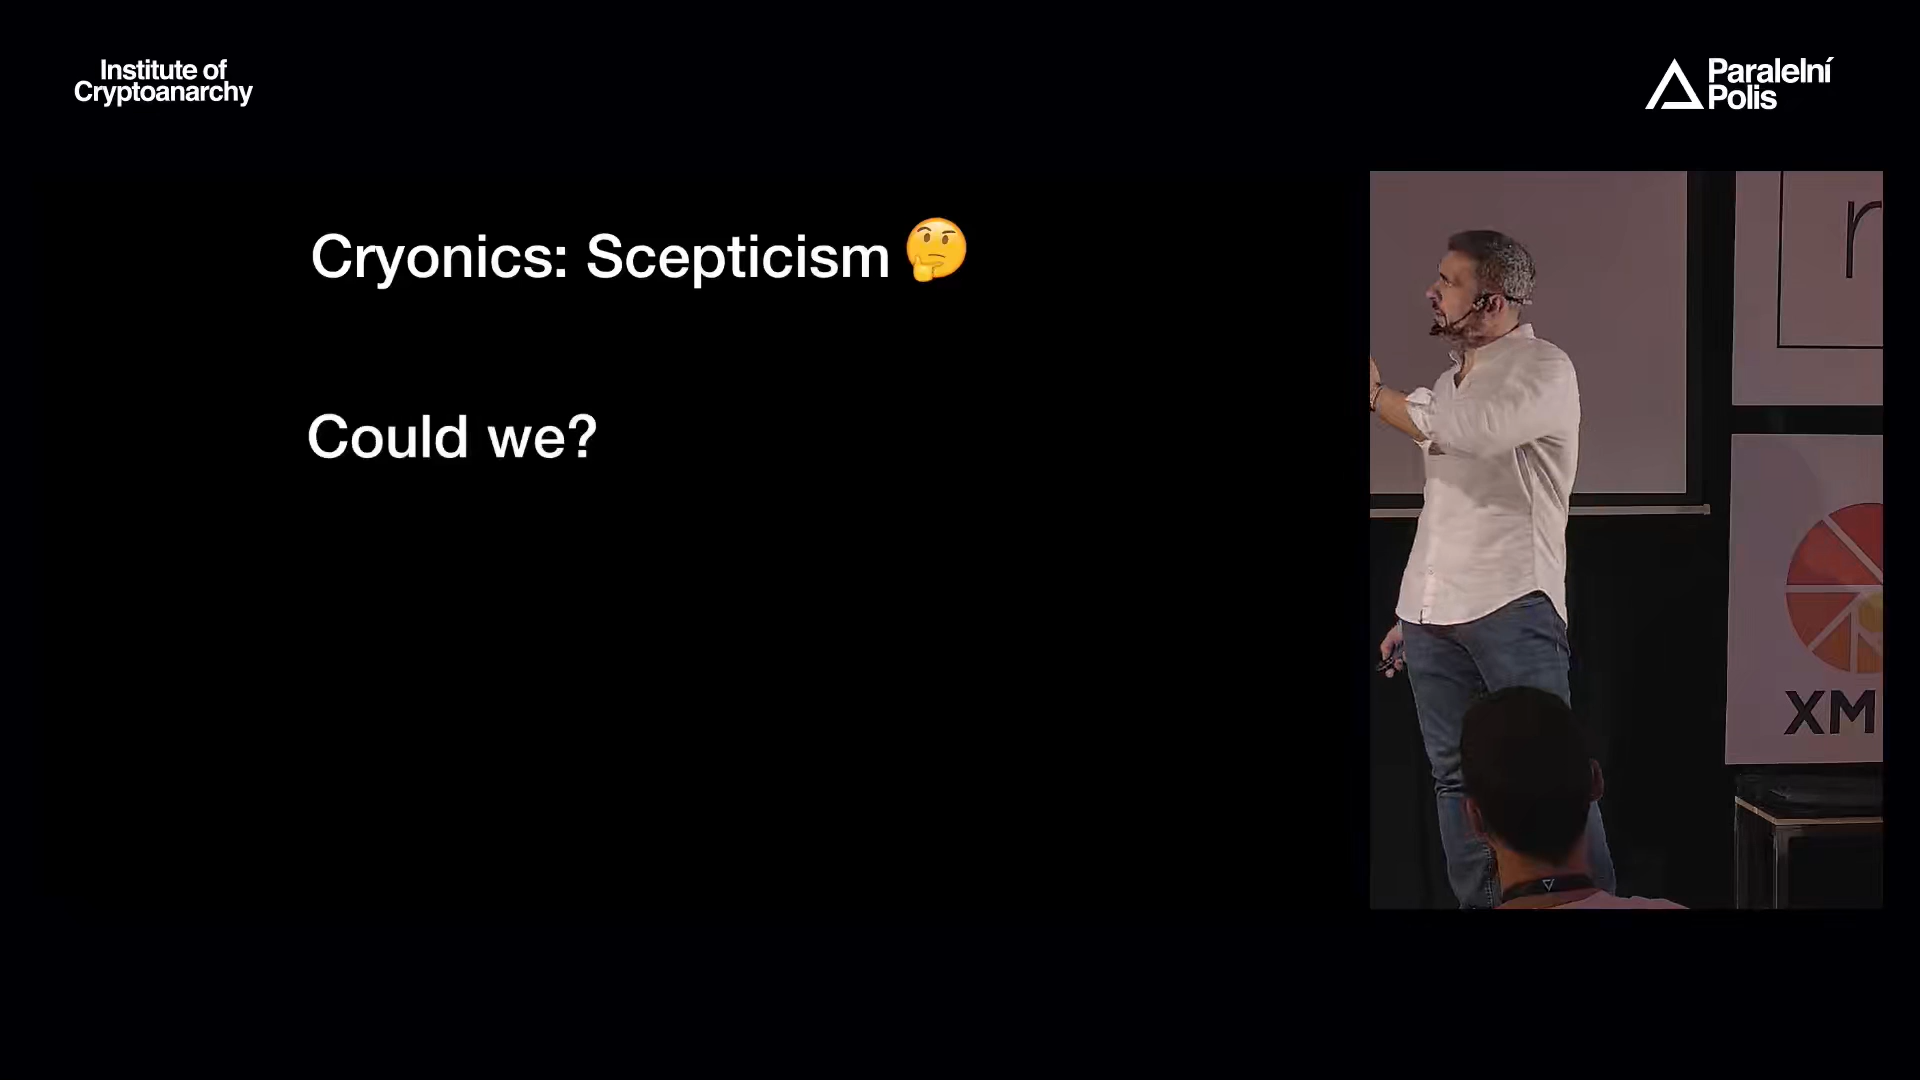 Institute of
Cryptoanarchy
Paralelní
Polis
Cryonics: Scepticism 🤔
Could we?
XM